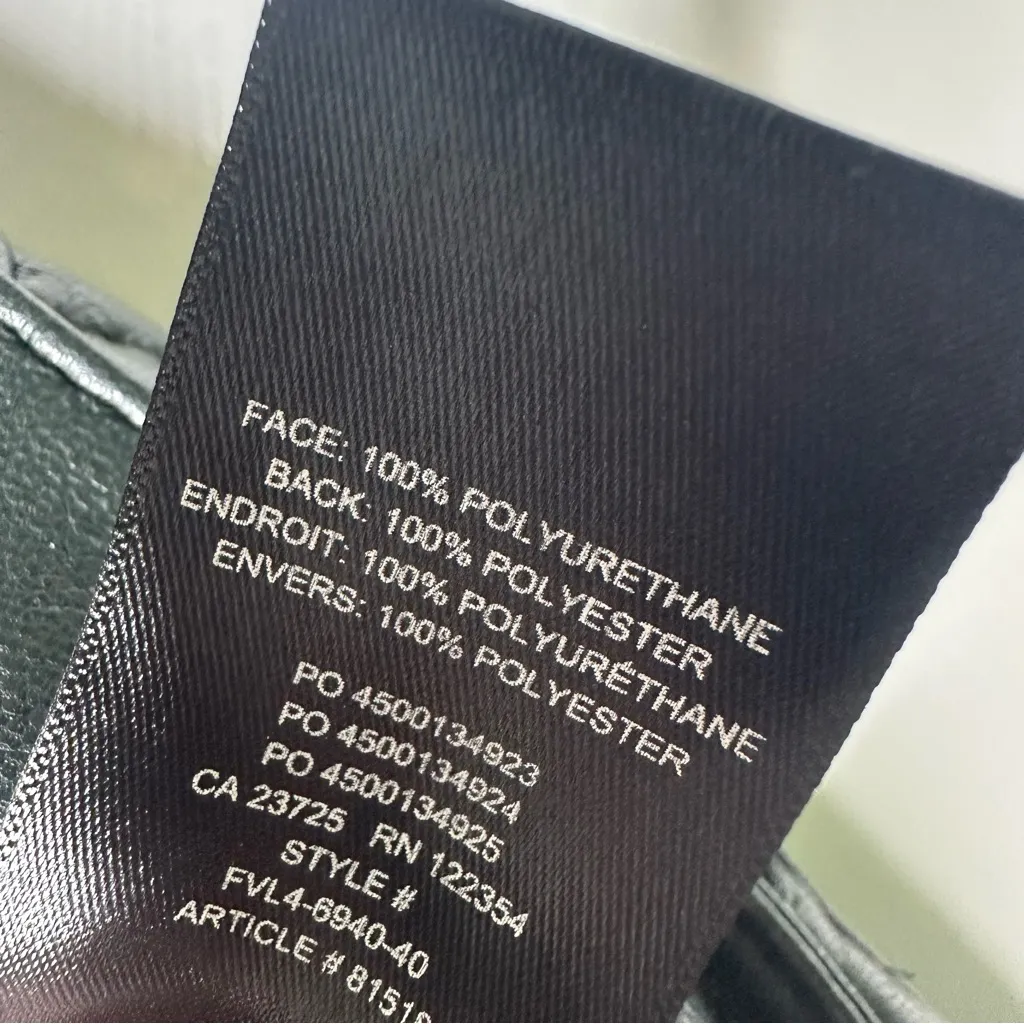 FACE: 100% POLYURETHANE
BACK: 100% POLYESTER
ENDROIT: 100% POLYURÉTHANE
ENVERS: 100% POLYESTER
PO 4500134923
PO 4500134924
PO 4500134925
CA 23725 RN 122354
STYLE #
FVL4-6940-40
ARTICLE #